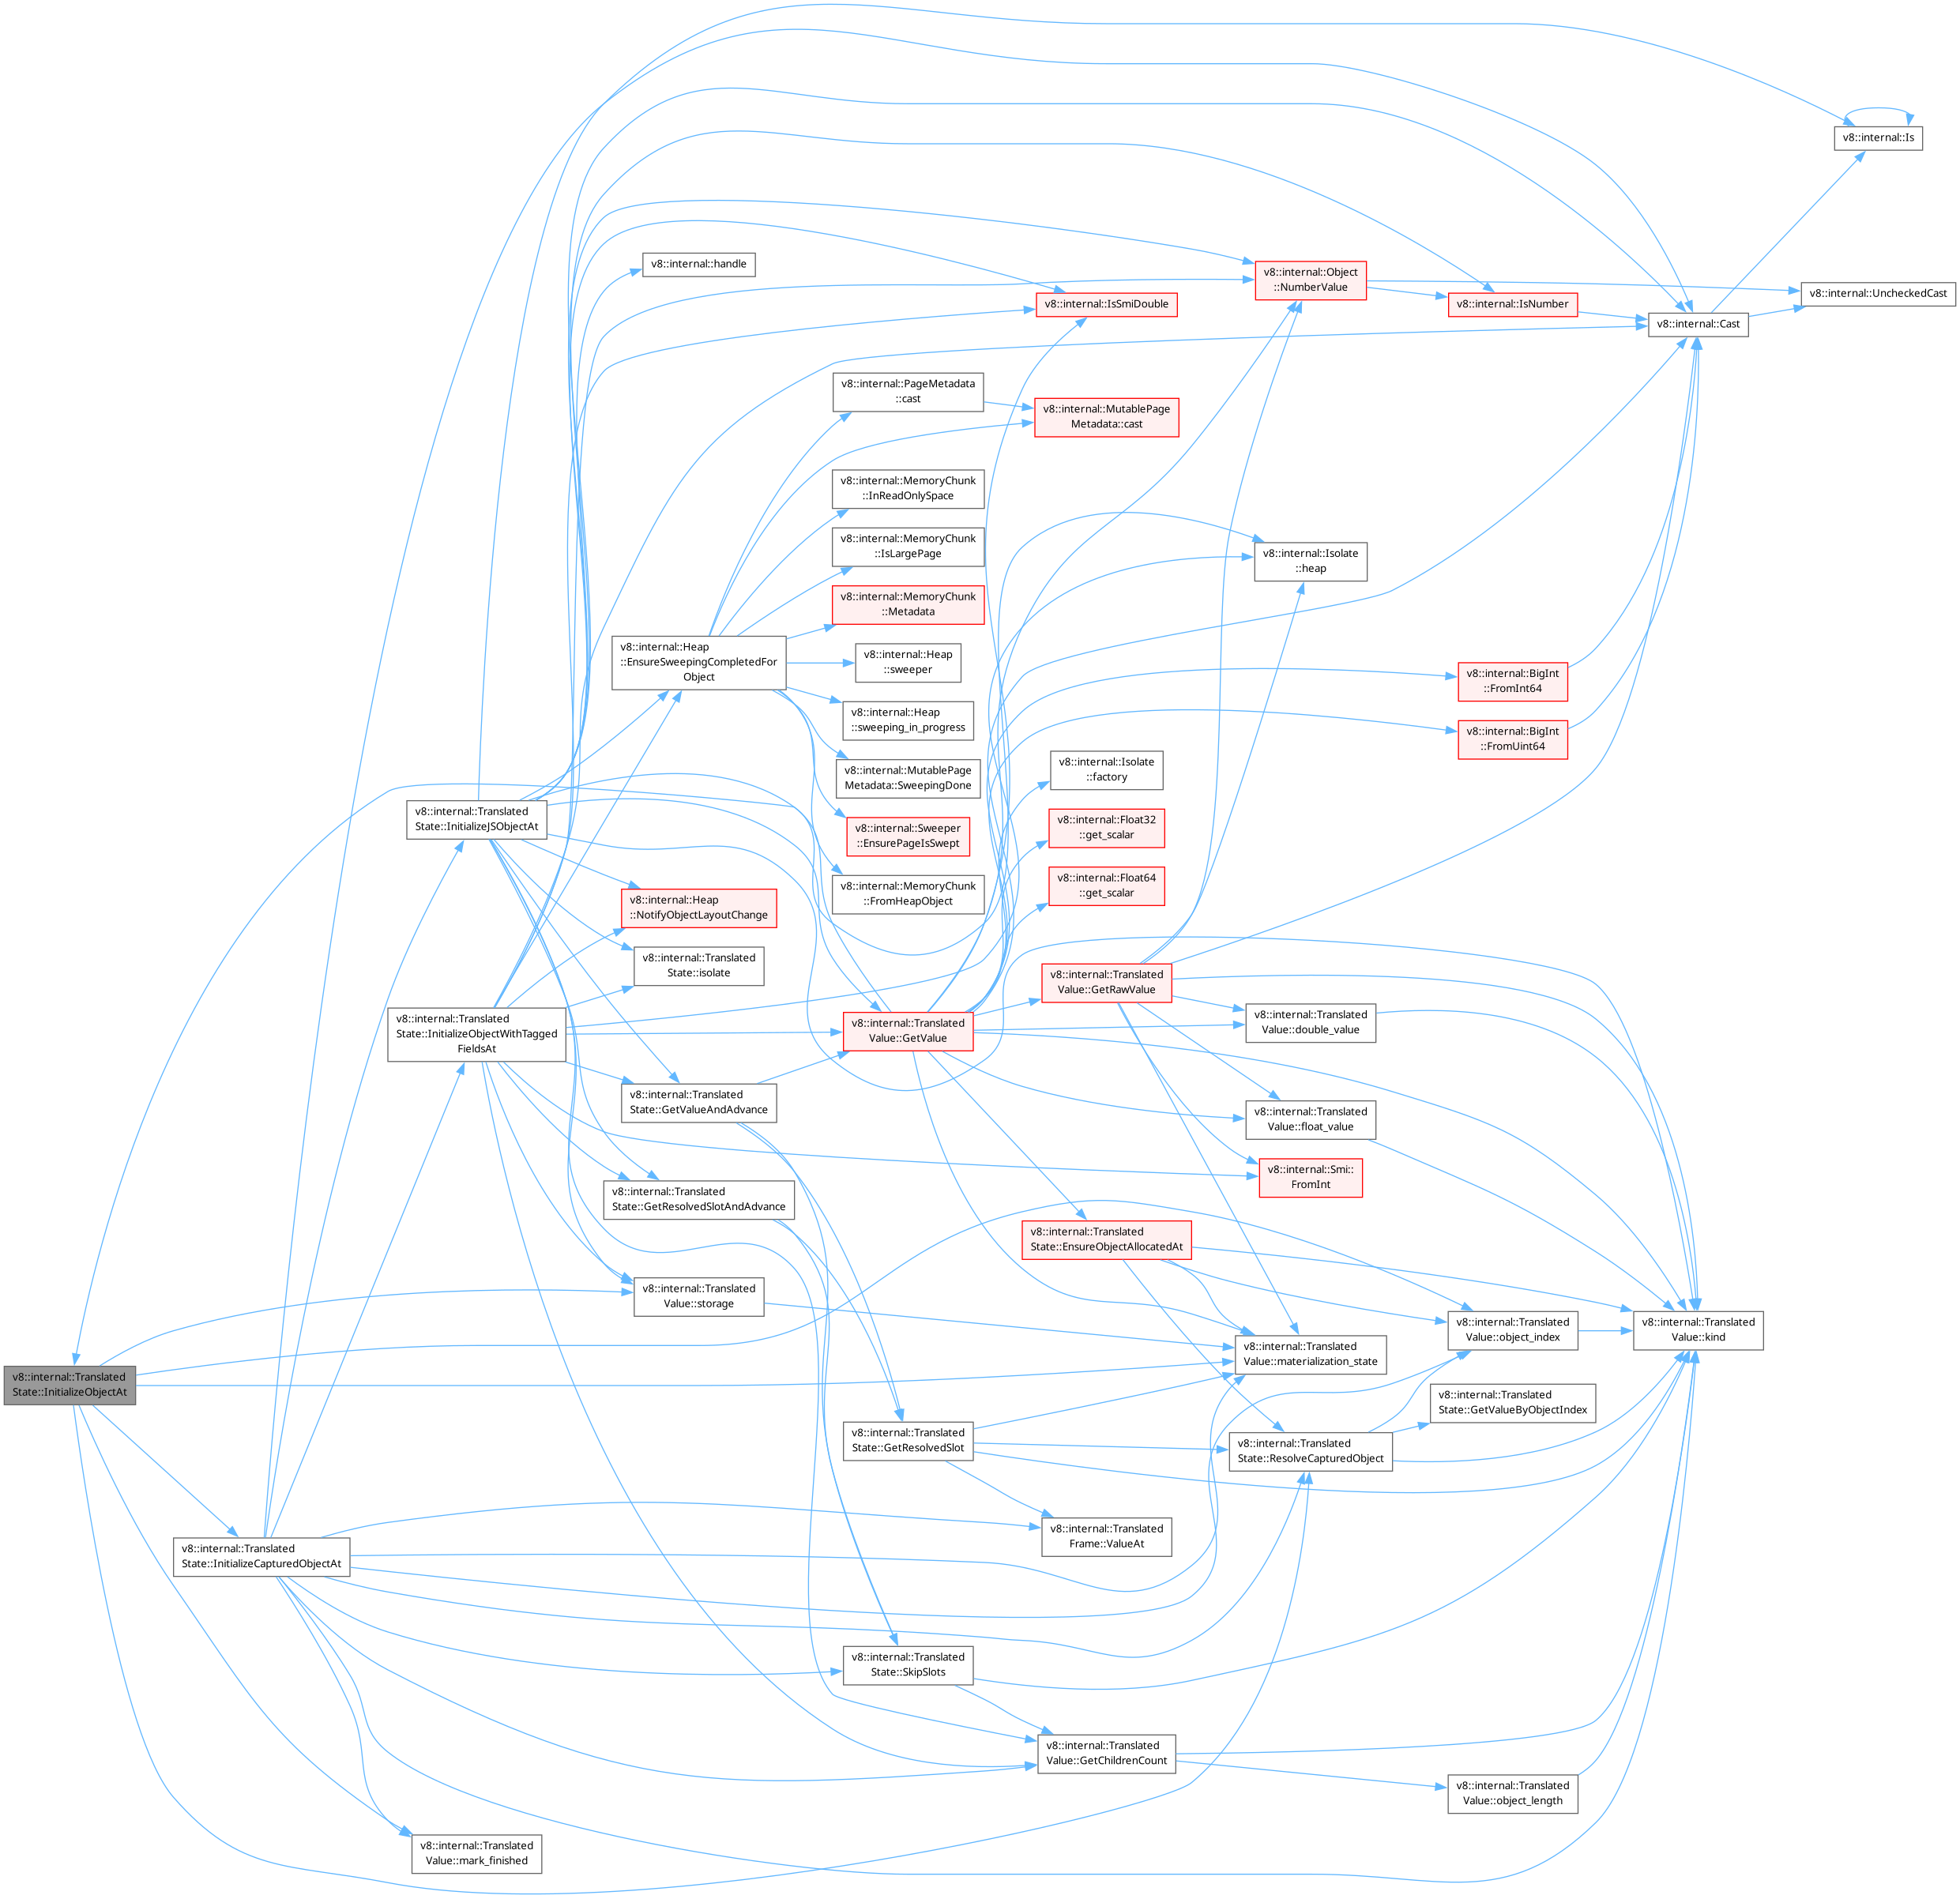 v8::internal::Is
v8::internal::handle
v8::internal::Object
::NumberValue
v8::internal::UncheckedCast
v8::internal::IsSmiDouble
v8::internal::IsNumber
v8::internal::Cast
v8::internal::PageMetadata
::cast
v8::internal::MutablePage
Metadata::cast
v8::internal::MemoryChunk
::InReadOnlySpace
v8::internal::MemoryChunk
::IsLargePage
v8::internal::Isolate
::heap
v8::internal::MemoryChunk
::Metadata
v8::internal::Heap
::EnsureSweepingCompletedFor
Object
v8::internal::Heap
::sweeper
v8::internal::BigInt
::FromInt64
v8::internal::Heap
::sweeping_in_progress
v8::internal::BigInt
::FromUint64
v8::internal::MutablePage
Metadata::SweepingDone
v8::internal::Isolate
::factory
v8::internal::Translated
State::InitializeJSObjectAt
v8::internal::Sweeper
::EnsurePageIsSwept
v8::internal::Float32
::get_scalar
v8::internal::MemoryChunk
::FromHeapObject
v8::internal::Float64
::get_scalar
v8::internal::Heap
::NotifyObjectLayoutChange
v8::internal::Translated
State::isolate
v8::internal::Translated
Value::GetRawValue
v8::internal::Translated
State::InitializeObjectWithTagged
FieldsAt
v8::internal::Translated
Value::GetValue
v8::internal::Translated
Value::double_value
v8::internal::Translated
State::GetValueAndAdvance
v8::internal::Translated
Value::float_value
v8::internal::Smi::
FromInt
v8::internal::Translated
State::GetResolvedSlotAndAdvance
v8::internal::Translated
State::EnsureObjectAllocatedAt
v8::internal::Translated
Value::storage
v8::internal::Translated
Value::object_index
v8::internal::Translated
Value::kind
v8::internal::Translated
Value::materialization_state
v8::internal::Translated
State::InitializeObjectAt
v8::internal::Translated
State::GetValueByObjectIndex
v8::internal::Translated
State::GetResolvedSlot
v8::internal::Translated
State::ResolveCapturedObject
v8::internal::Translated
Frame::ValueAt
v8::internal::Translated
State::InitializeCapturedObjectAt
v8::internal::Translated
State::SkipSlots
v8::internal::Translated
Value::GetChildrenCount
v8::internal::Translated
Value::object_length
v8::internal::Translated
Value::mark_finished